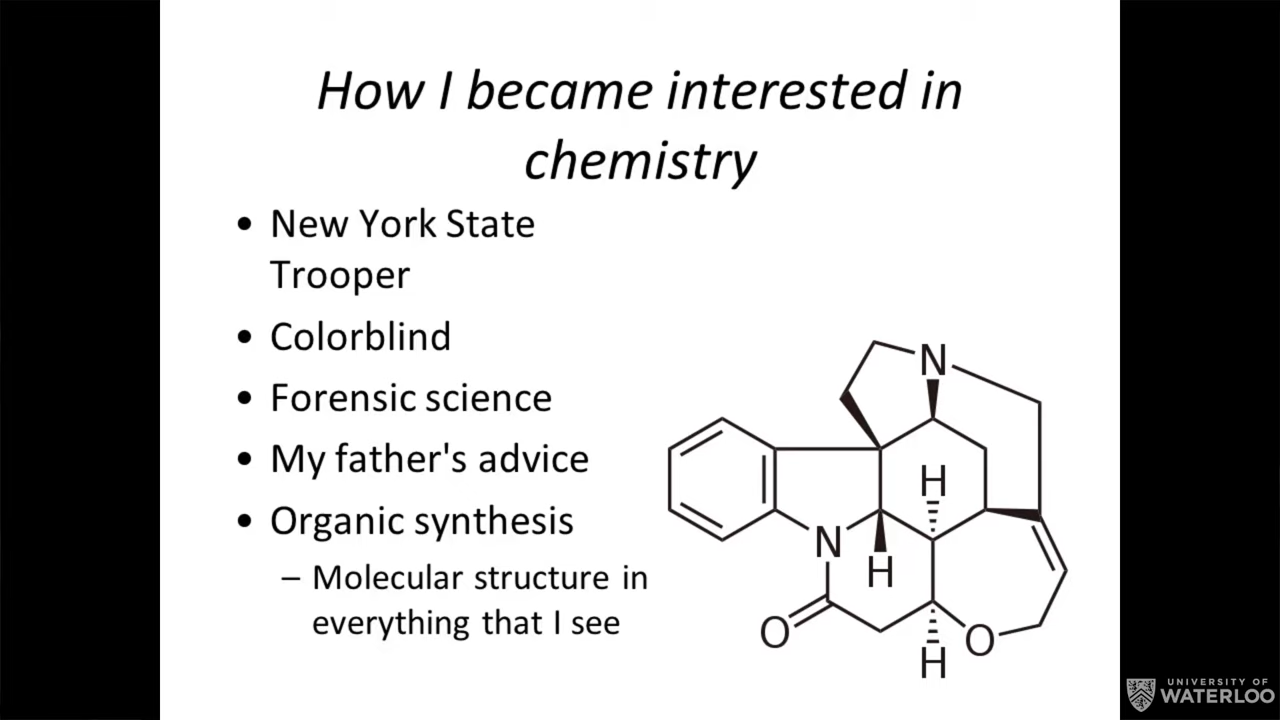 How I became interested in
chemistry
• New York State
Trooper
• Colorblind
• Forensic science
• My father's advice
• Organic synthesis
– Molecular structure in
everything that I see
N
H
N
H
O
O
H
UNIVERSITY OF
WATERLOO